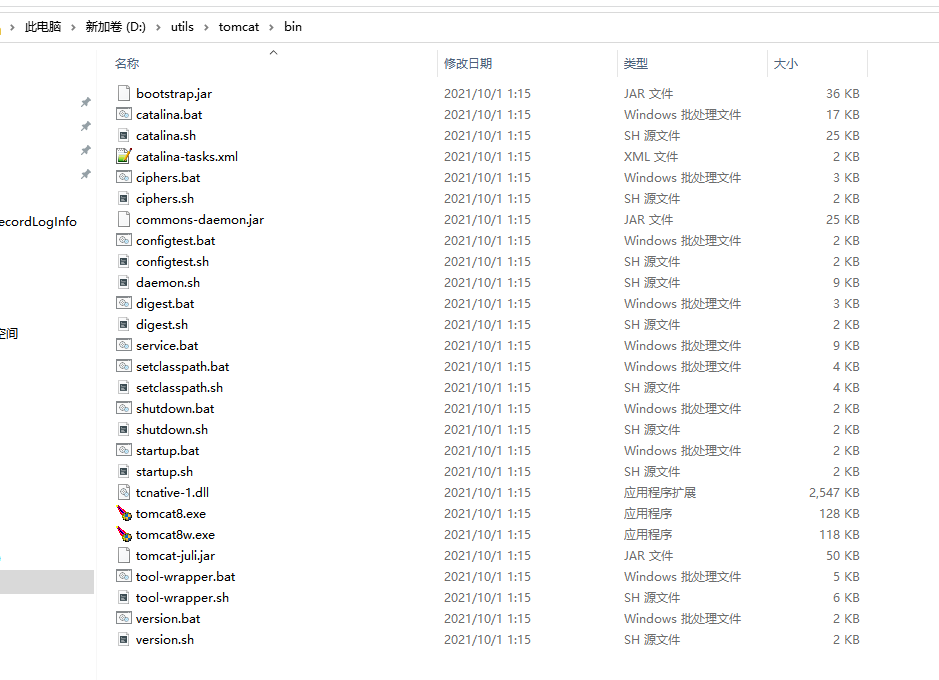 此电脑 › 新加卷 (D:) › utils › tomcat › bin
名称 修改日期 类型 大小
bootstrap.jar 2021/10/1 1:15 JAR 文件 36 KB
catalina.bat 2021/10/1 1:15 Windows 批处理文件 17 KB
catalina.sh 2021/10/1 1:15 SH 源文件 25 KB
catalina-tasks.xml 2021/10/1 1:15 XML 文件 2 KB
ciphers.bat 2021/10/1 1:15 Windows 批处理文件 3 KB
ciphers.sh 2021/10/1 1:15 SH 源文件 2 KB
ecordLogInfo commons-daemon.jar 2021/10/1 1:15 JAR 文件 25 KB
configtest.bat 2021/10/1 1:15 Windows 批处理文件 2 KB
configtest.sh 2021/10/1 1:15 SH 源文件 2 KB
daemon.sh 2021/10/1 1:15 SH 源文件 9 KB
digest.bat 2021/10/1 1:15 Windows 批处理文件 3 KB
digest.sh 2021/10/1 1:15 SH 源文件 2 KB
空间
service.bat 2021/10/1 1:15 Windows 批处理文件 9 KB
setclasspath.bat 2021/10/1 1:15 Windows 批处理文件 4 KB
setclasspath.sh 2021/10/1 1:15 SH 源文件 4 KB
shutdown.bat 2021/10/1 1:15 Windows 批处理文件 2 KB
shutdown.sh 2021/10/1 1:15 SH 源文件 2 KB
startup.bat 2021/10/1 1:15 Windows 批处理文件 2 KB
startup.sh 2021/10/1 1:15 SH 源文件 2 KB
tcnative-1.dll 2021/10/1 1:15 应用程序扩展 2,547 KB
tomcat8.exe 2021/10/1 1:15 应用程序 128 KB
tomcat8w.exe 2021/10/1 1:15 应用程序 118 KB
tomcat-juli.jar 2021/10/1 1:15 JAR 文件 50 KB
tool-wrapper.bat 2021/10/1 1:15 Windows 批处理文件 5 KB
tool-wrapper.sh 2021/10/1 1:15 SH 源文件 6 KB
version.bat 2021/10/1 1:15 Windows 批处理文件 2 KB
version.sh 2021/10/1 1:15 SH 源文件 2 KB